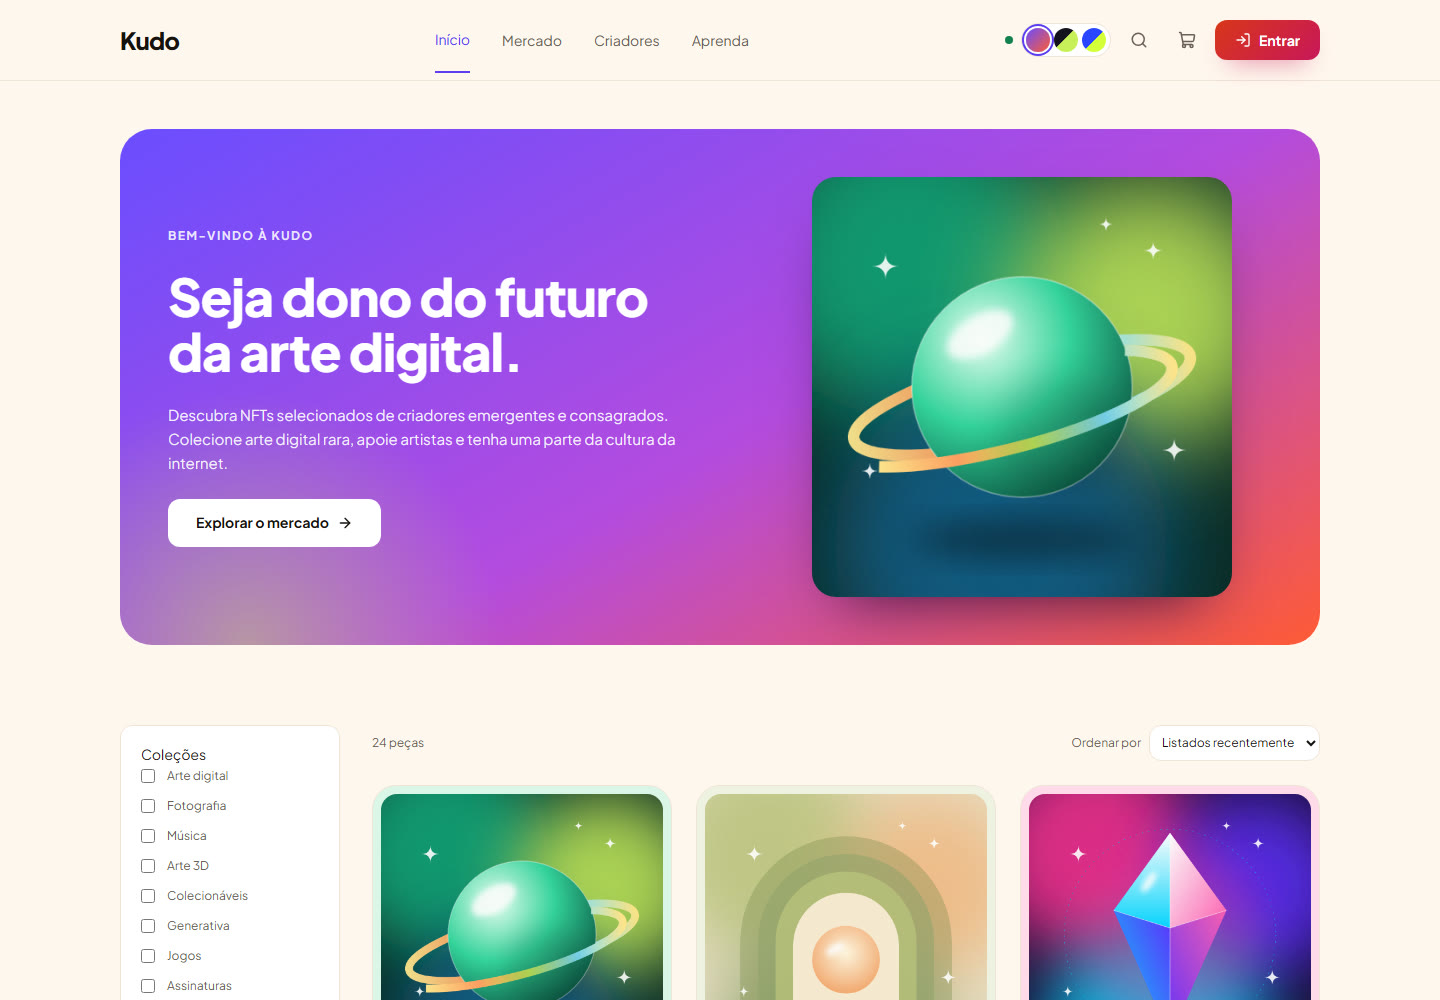 Kudo
Início
Mercado
Criadores
Aprenda
Entrar
BEM-VINDO À KUDO
Seja dono do futuro
da arte digital.
Descubra NFTs selecionados de criadores emergentes e consagrados.
Colecione arte digital rara, apoie artistas e tenha uma parte da cultura da
internet.
Explorar o mercado
Coleções
Arte digital
Fotografia
Música
Arte 3D
Colecionáveis
Generativa
Jogos
Assinaturas
24 peças
Ordenar por
Listados recentemente